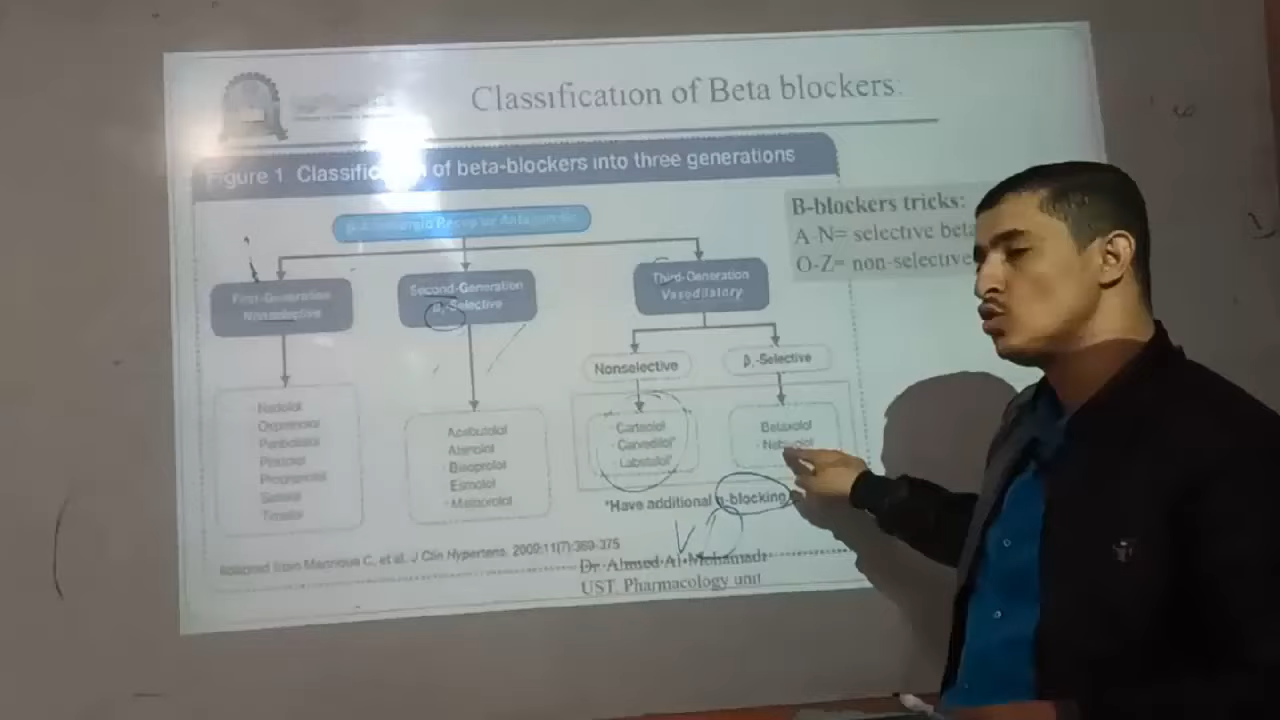 Classification of Beta blockers:
Figure 1 Classific n of beta-blockers into three generations
B-blockers tricks:
A-N= selective beta
O-Z= non-selective
First-Generation
Nonselective
Second-Generation
β₁-Selective
Third-Generation
Vasodilatory
Nonselective
β₁-Selective
Nadolol
Penbutolol
Pindolol
Propranolol
Sotalol
Timolol
Acebutolol
Atenolol
Bisoprolol
Esmolol
Metoprolol
Carteolol
Carvedilol*
Labetalol*
Betaxolol
Nebivolol
*Have additional α-blocking
Adapted from Manrique C, et al. J Clin Hypertens. 2009;11(7):369-375
Dr Ahmed Al-Mohamadi
UST, Pharmacology unit